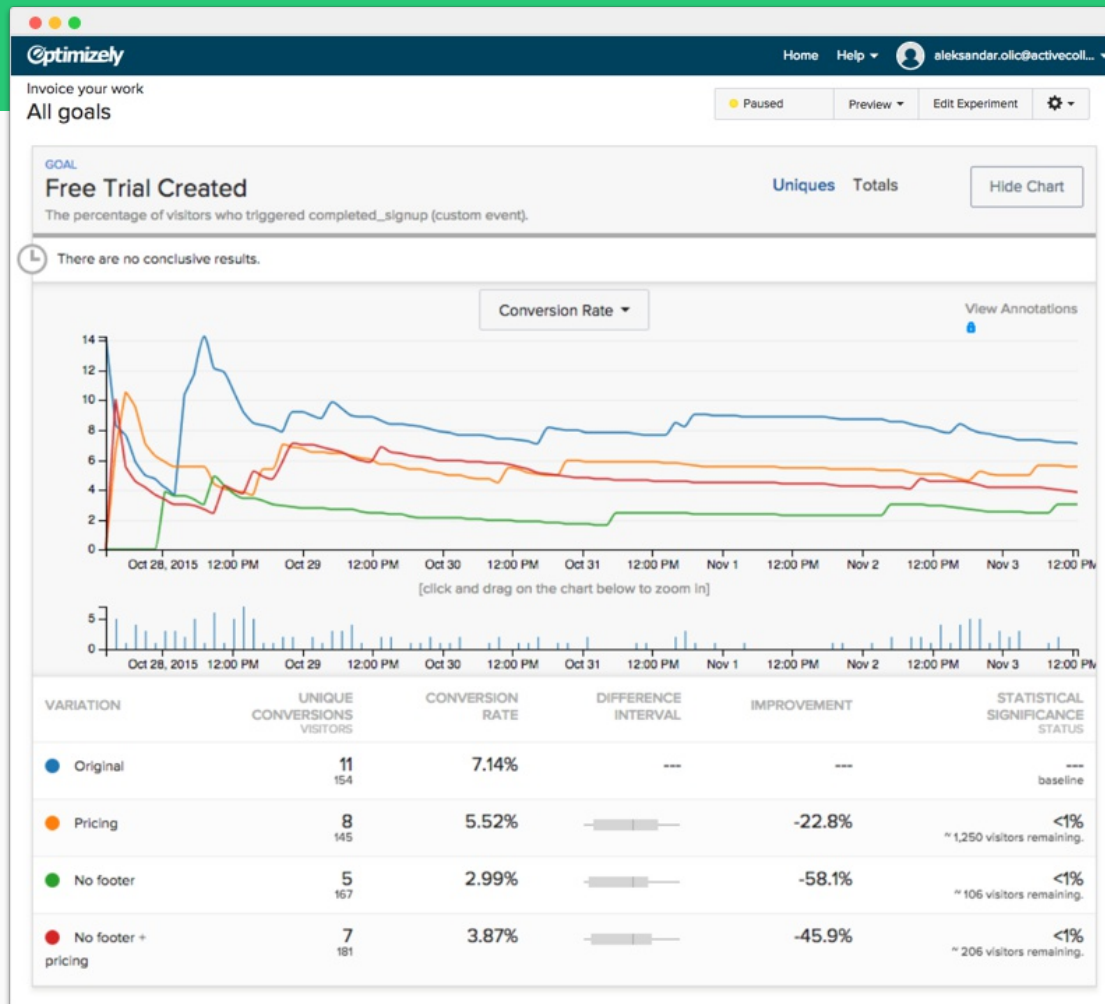 Optimizely
Home Help aleksandar.olic@activecoll...
Invoice your work
All goals
Paused Preview Edit Experiment
GOAL
Free Trial Created
Uniques Totals Hide Chart
The percentage of visitors who triggered completed_signup (custom event).
There are no conclusive results.
Conversion Rate
View Annotations
14
12
10
8
6
4
2
0
Oct 28, 2015 12:00 PM Oct 29 12:00 PM Oct 30 12:00 PM Oct 31 12:00 PM Nov 1 12:00 PM Nov 2 12:00 PM Nov 3 12:00 PM
[click and drag on the chart below to zoom in]
5
0
Oct 28, 2015 12:00 PM Oct 29 12:00 PM Oct 30 12:00 PM Oct 31 12:00 PM Nov 1 12:00 PM Nov 2 12:00 PM Nov 3 12:00 PM
VARIATION UNIQUE CONVERSION DIFFERENCE IMPROVEMENT STATISTICAL
CONVERSIONS RATE INTERVAL SIGNIFICANCE
VISITORS STATUS
Original 11 7.14% --- --- ---
154 baseline
Pricing 8 5.52% -22.8% <1%
145 ~ 1,250 visitors remaining.
No footer 5 2.99% -58.1% <1%
167 ~ 106 visitors remaining.
No footer + 7 3.87% -45.9% <1%
pricing 181 ~ 206 visitors remaining.